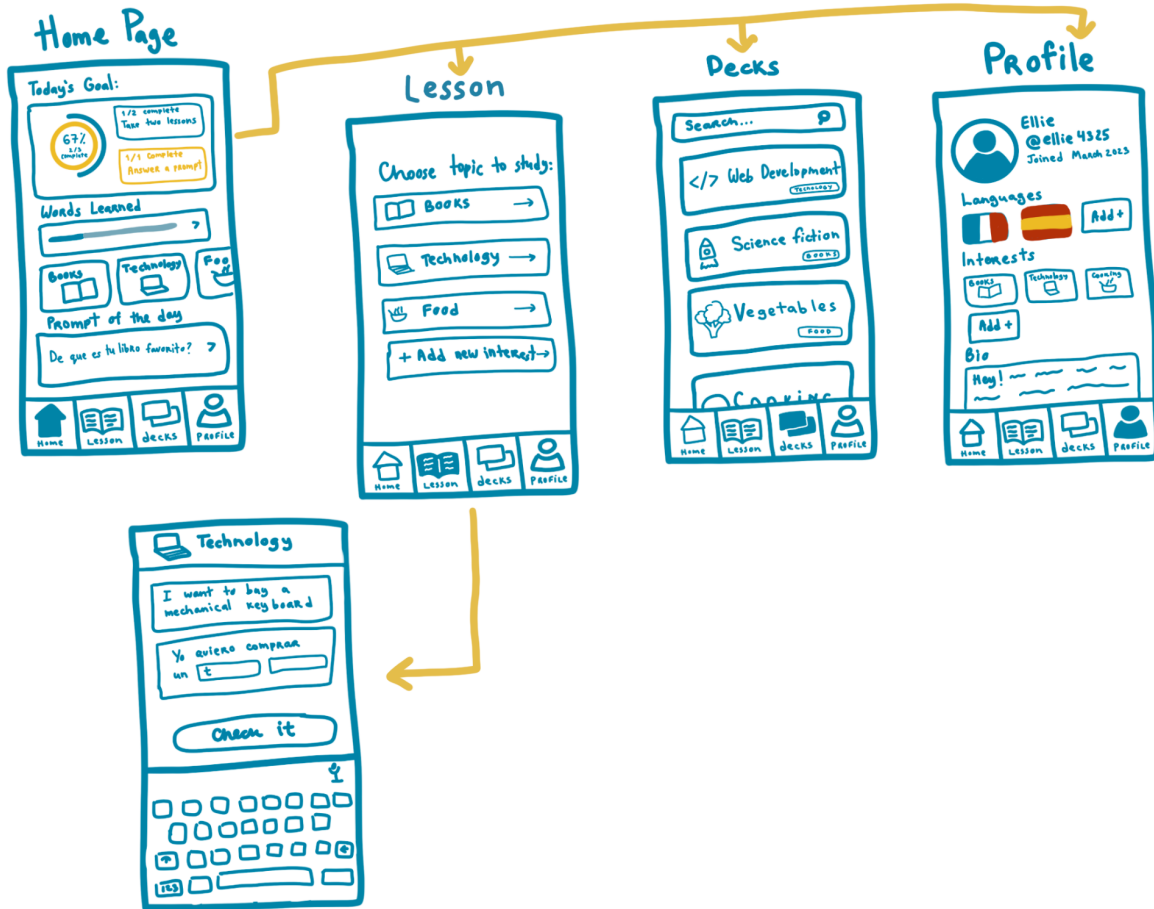 Home Page
Today's Goal:
67%
2/3
complete
1/2 complete
Take two lessons
1/1 complete
Answer a prompt
Words Learned
>
Books
Technology
Foo
Prompt of the day
De que es tu libro favorito? >
Home
Lesson
decks
Profile
Lesson
Choose topic to study:
Books →
Technology →
Food →
+ Add new interest→
Home
Lesson
decks
Profile
Decks
Search...
</> Web Development
Technology
Science fiction
Books
Vegetables
Food
Cooking
Home
Lesson
decks
Profile
Profile
Ellie
@ellie4325
Joined March 2023
Languages
Add+
Interests
Books
Technology
Cooking
Add +
Bio
Hey!
Home
Lesson
decks
Profile
Technology
I want to buy a
mechanical keyboard
Yo quiero comprar
un t
Check it
123